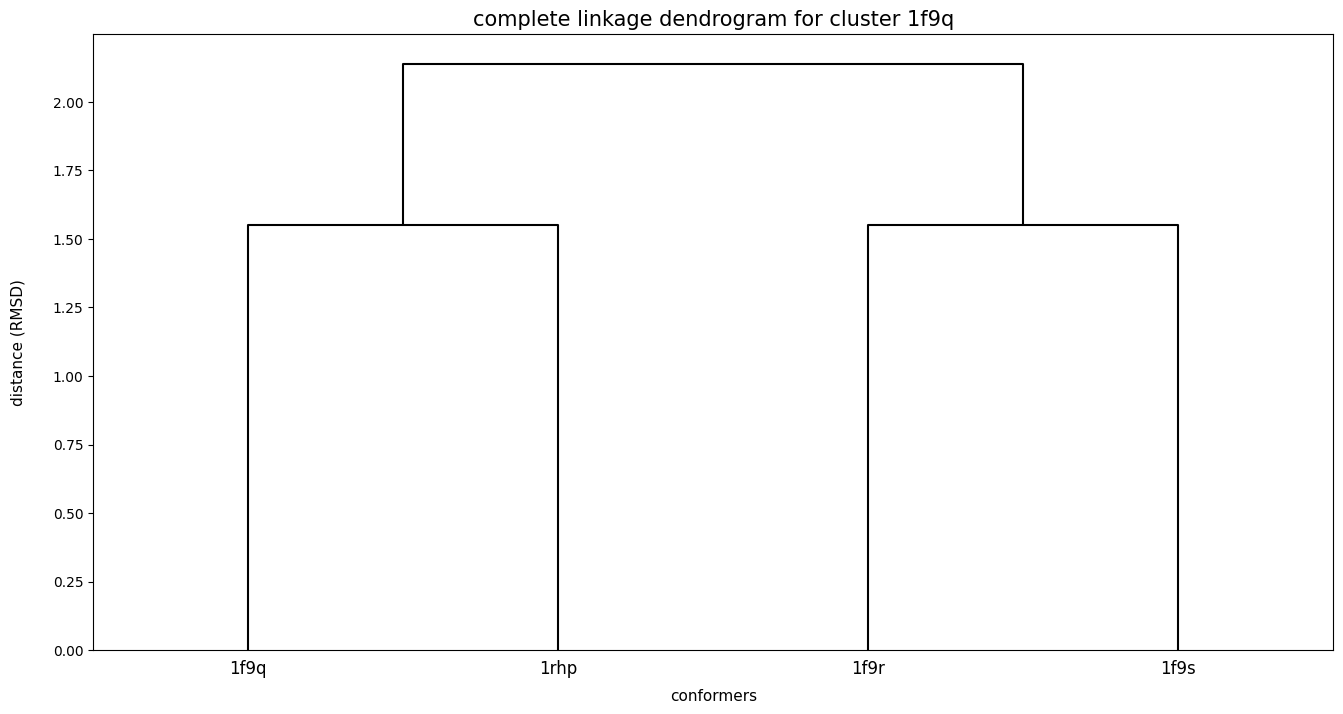 complete linkage dendrogram for cluster 1f9q
2.00
1.75
1.50
1.25
1.00
0.75
0.50
0.25
0.00
distance (RMSD)
1f9q 1rhp 1f9r 1f9s
conformers